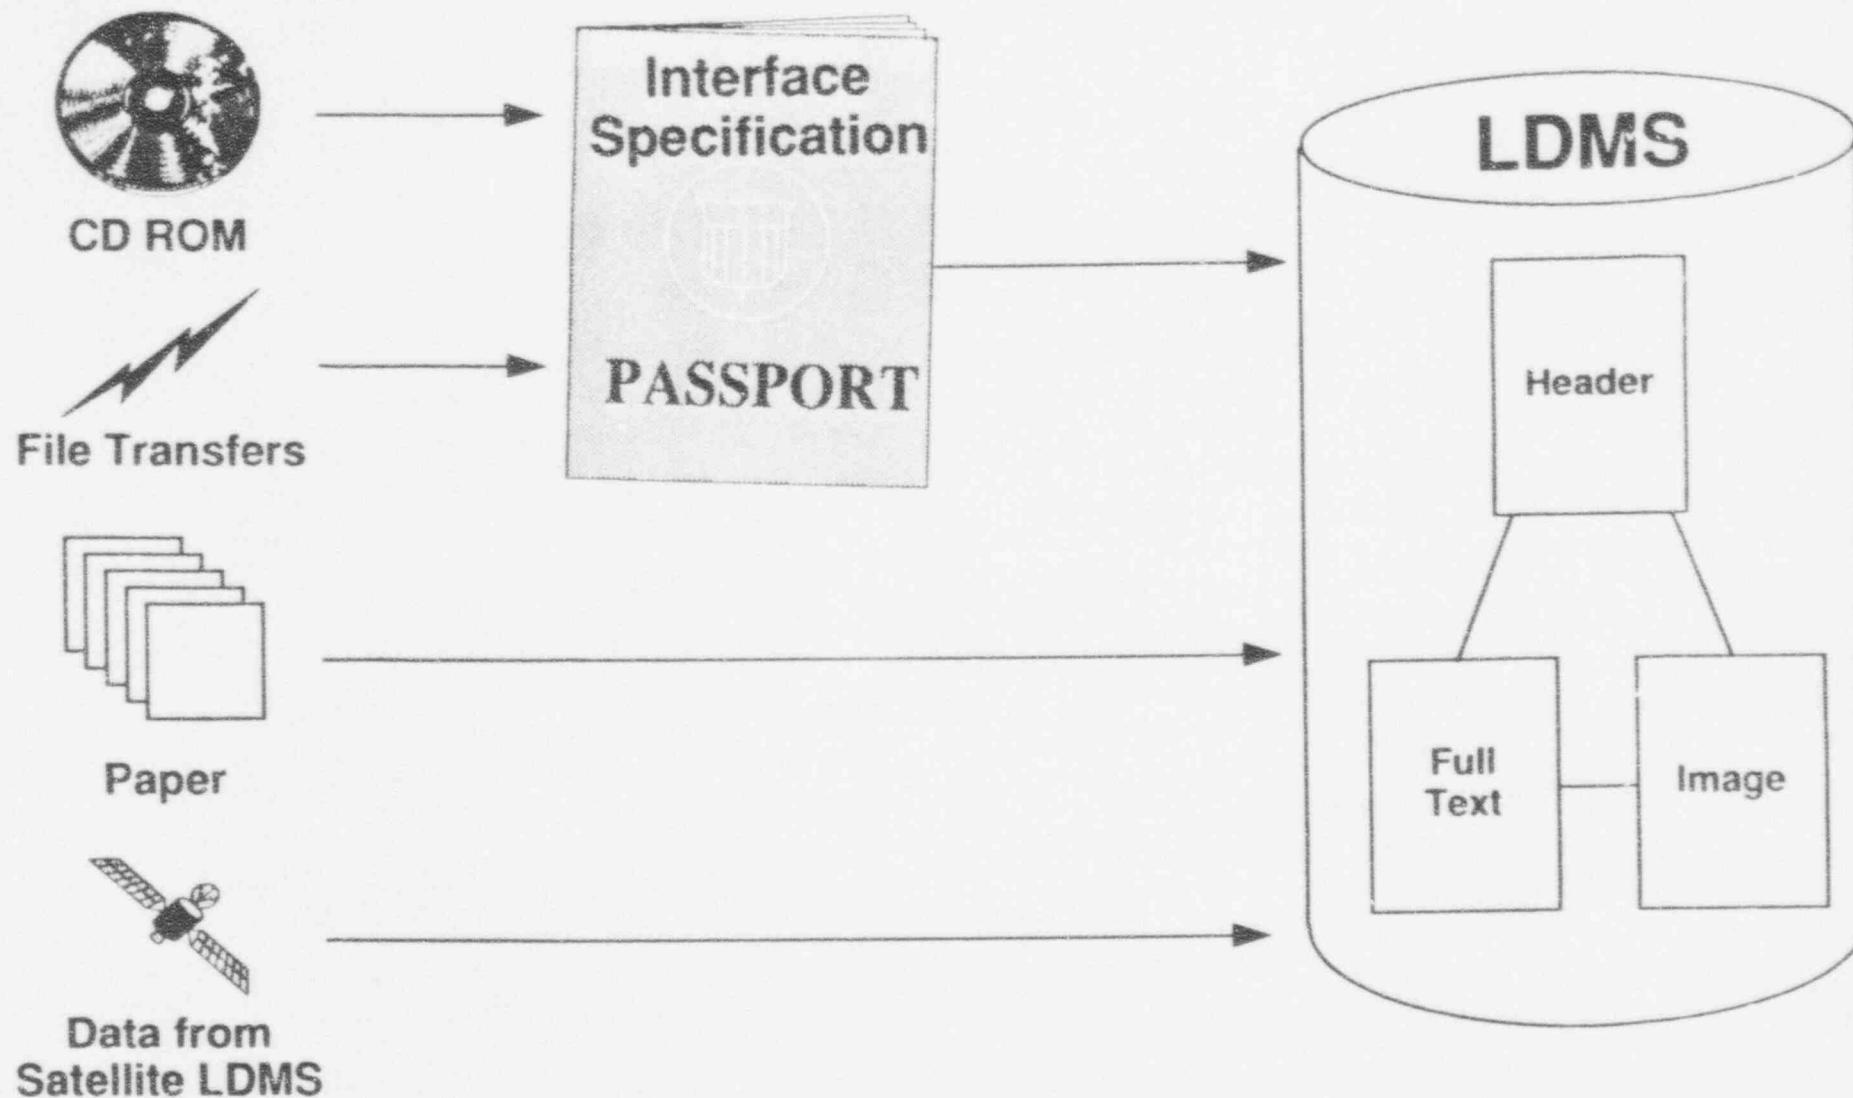 CD ROM
File Transfers
Paper
Data from
Satellite LDMS
Interface
Specification
PASSPORT
LDMS
Header
Full
Text
Image